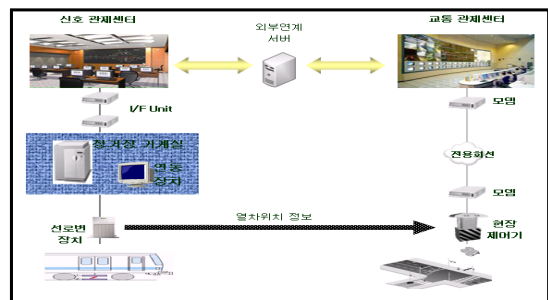 신호 관제센터
외부연계
서버
교통 관제센터
I/F Unit
모뎀
정거장 기계실
연동
장치
전용회선
모뎀
선로변
장치
열차위치 정보
현장
제어기